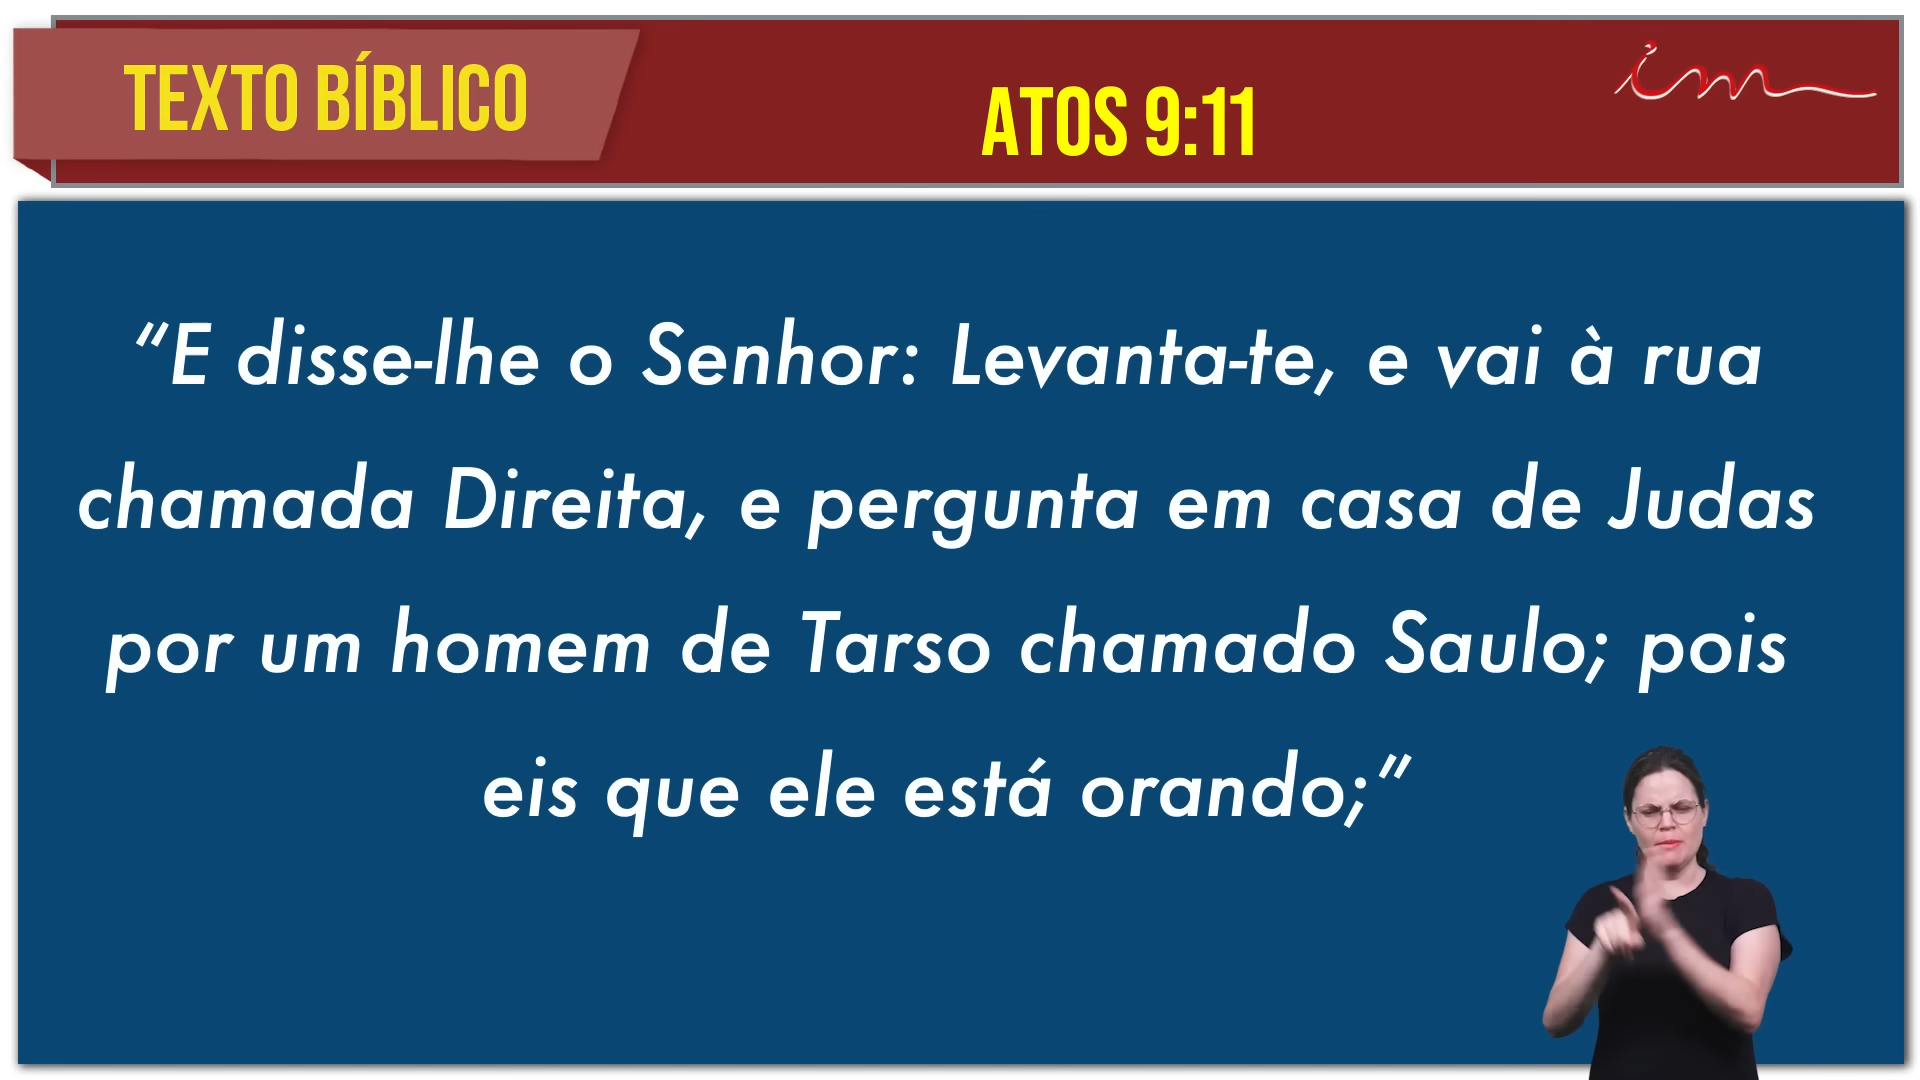 TEXTO BÍBLICO
ATOS 9:11
im
“E disse-lhe o Senhor: Levanta-te, e vai à rua
chamada Direita, e pergunta em casa de Judas
por um homem de Tarso chamado Saulo; pois
eis que ele está orando;”